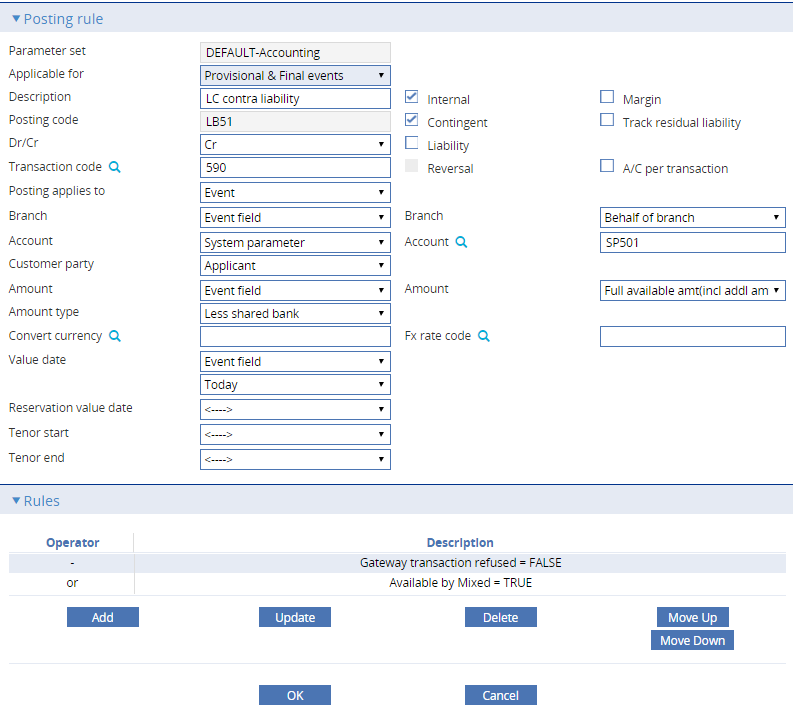 Posting rule
Parameter set DEFAULT-Accounting
Applicable for Provisional & Final events
Description LC contra liability Internal Margin
Posting code LB51 Contingent Track residual liability
Dr/Cr Cr Liability
Transaction code 590 Reversal A/C per transaction
Posting applies to Event
Branch Event field Branch Behalf of branch
Account System parameter Account SP501
Customer party Applicant
Amount Event field Amount Full available amt(incl addl am
Amount type Less shared bank
Convert currency Fx rate code
Value date Event field
Today
Reservation value date <---->
Tenor start <---->
Tenor end <---->
Rules
Operator Description
- Gateway transaction refused = FALSE
or Available by Mixed = TRUE
Add Update Delete Move Up
Move Down
OK Cancel